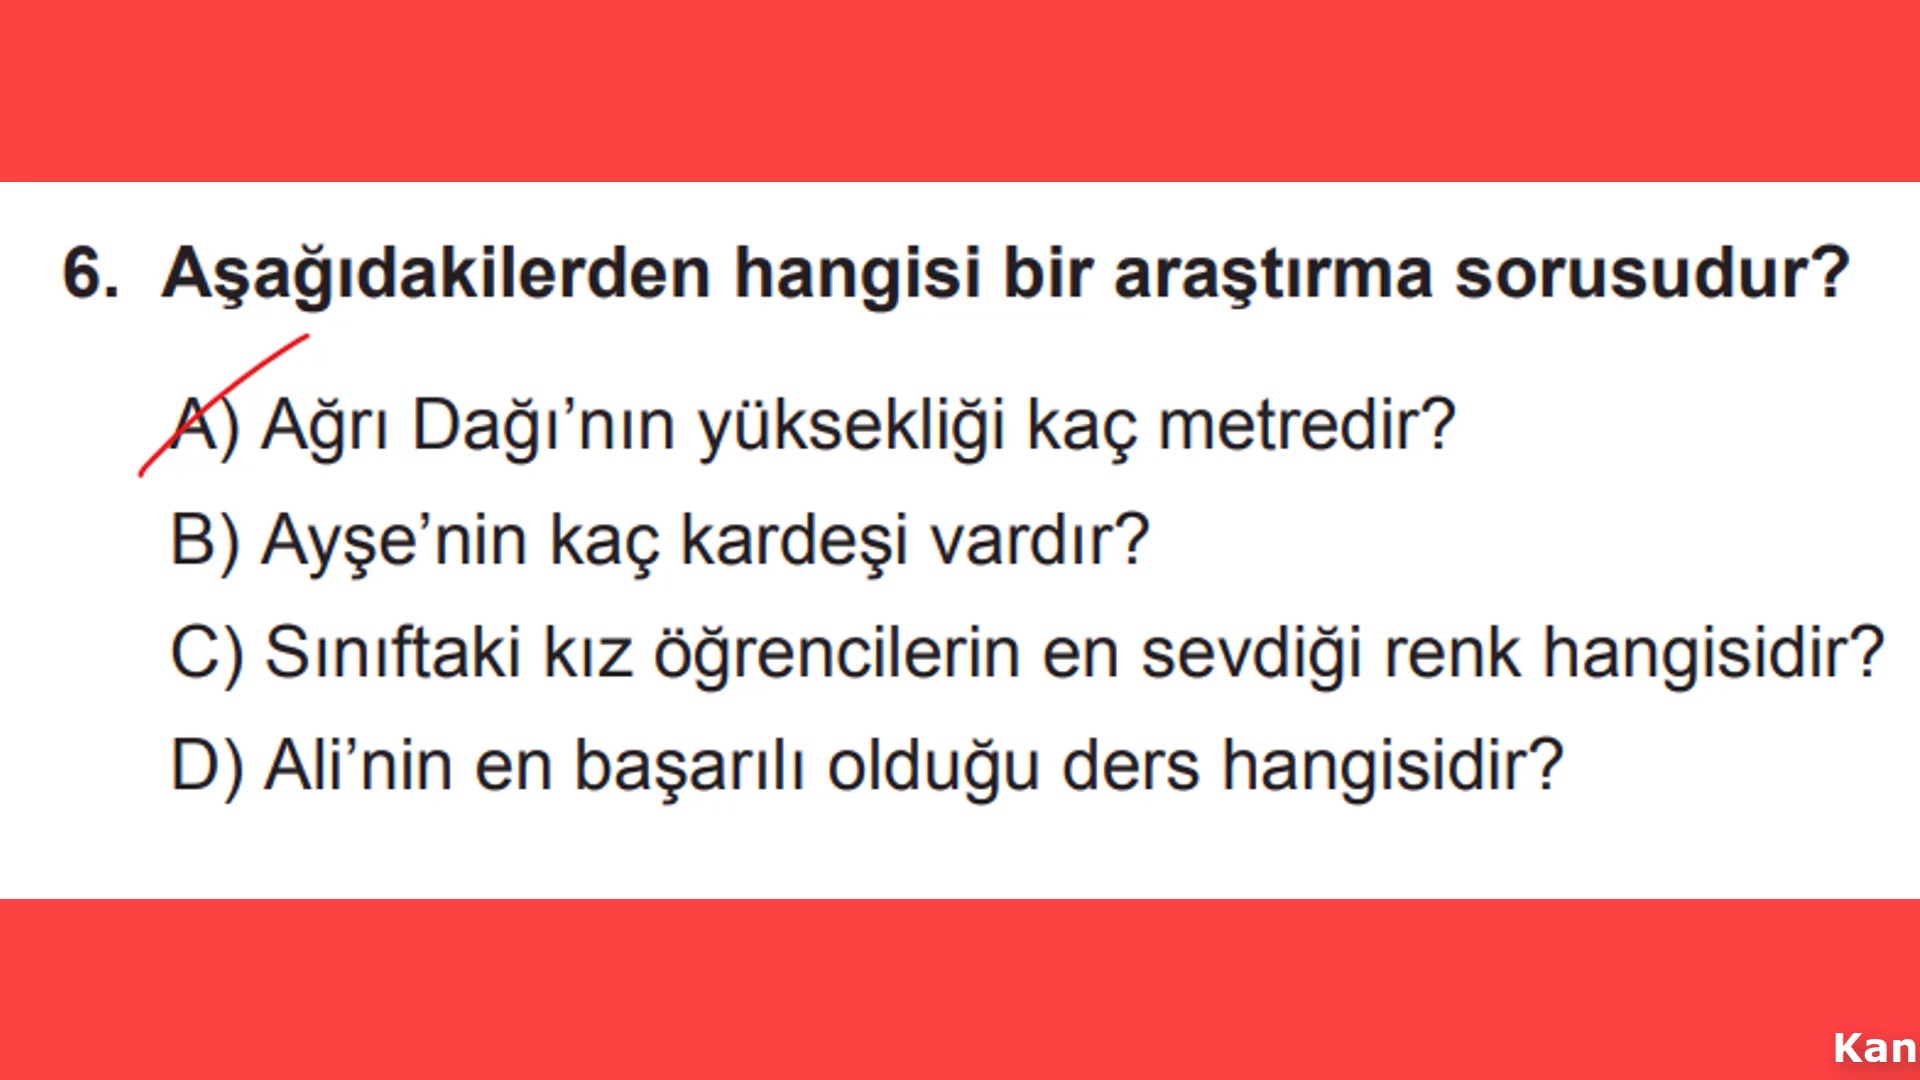 6. Aşağıdakilerden hangisi bir araştırma sorusudur?
A) Ağrı Dağı’nın yüksekliği kaç metredir?
B) Ayşe’nin kaç kardeşi vardır?
C) Sınıftaki kız öğrencilerin en sevdiği renk hangisidir?
D) Ali’nin en başarılı olduğu ders hangisidir?
Kan